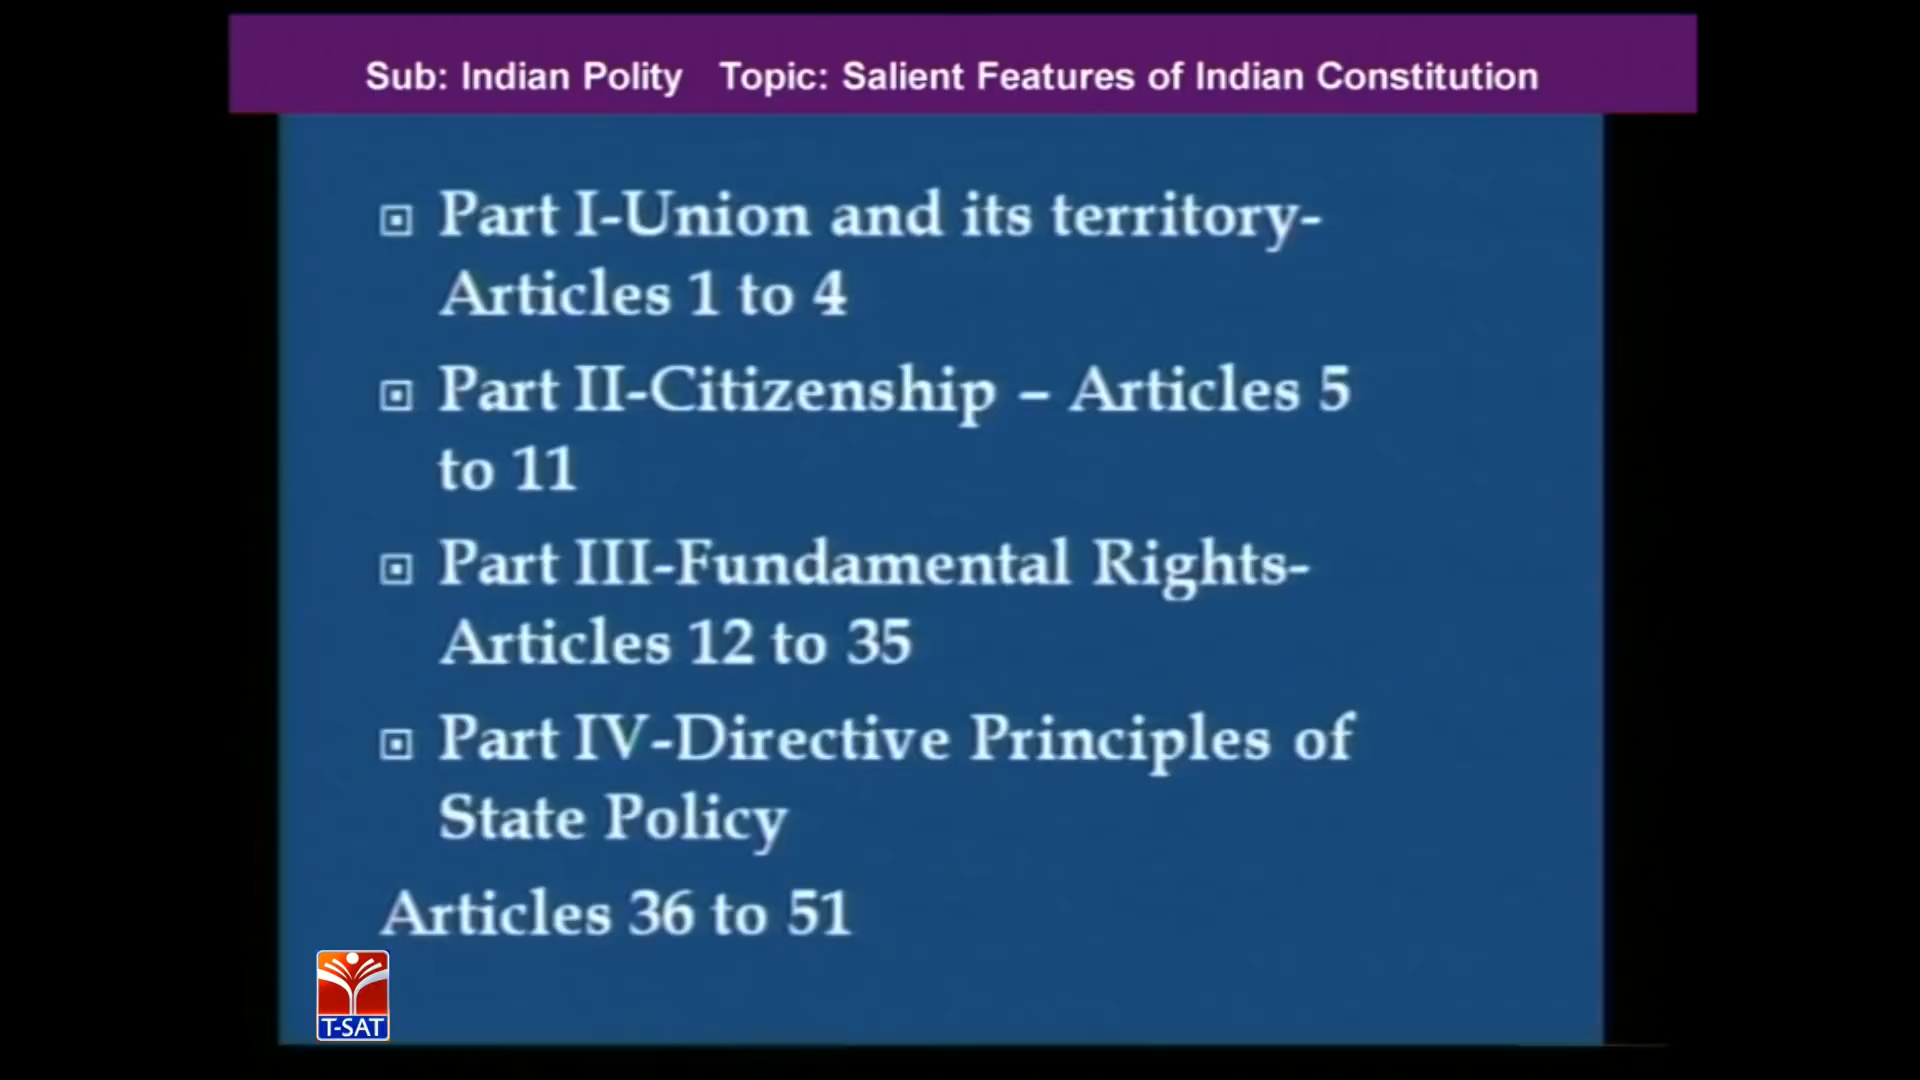 Sub: Indian Polity Topic: Salient Features of Indian Constitution
Part I-Union and its territory-
Articles 1 to 4
Part II-Citizenship – Articles 5
to 11
Part III-Fundamental Rights-
Articles 12 to 35
Part IV-Directive Principles of
State Policy
Articles 36 to 51
T-SAT